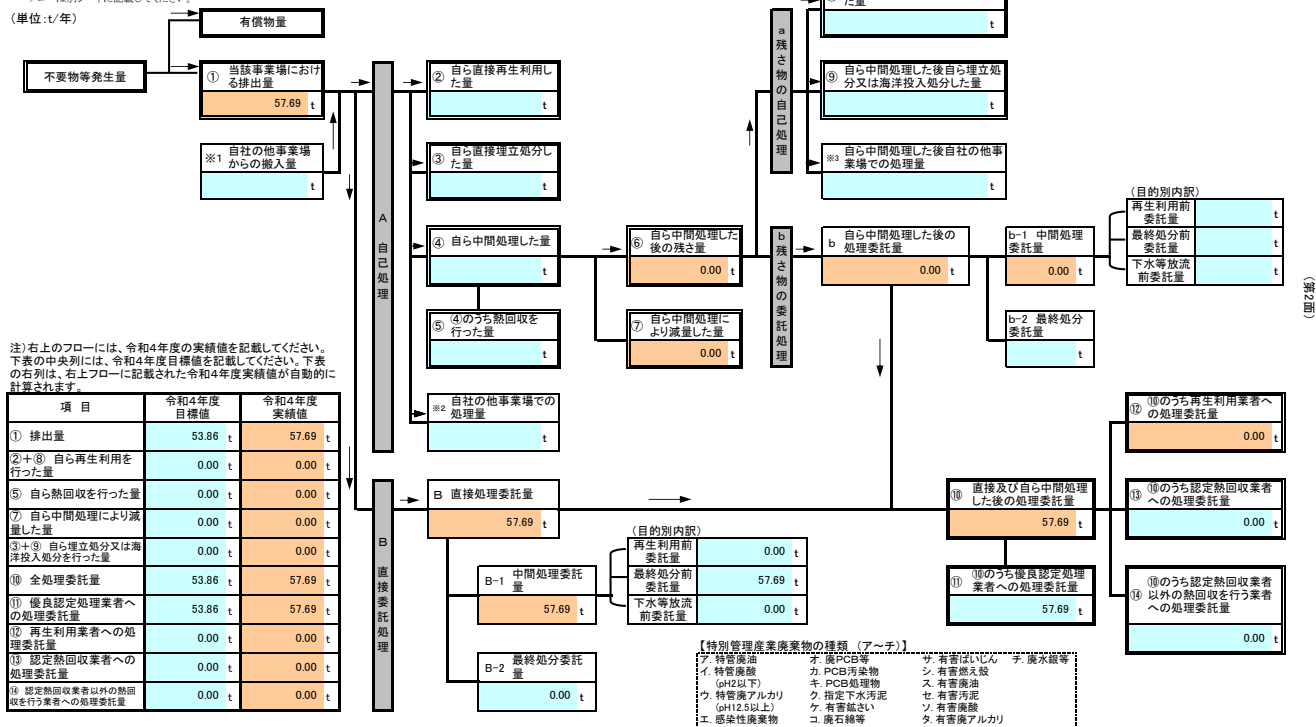 (単位:t/年)
有償物量
不要物等発生量
① 当該事業場におけ
る排出量
57.69 t
※1 自社の他事業場
からの搬入量
t
A 自己処理
② 自ら直接再生利用し
た量
t
③ 自ら直接埋立処分し
た量
t
④ 自ら中間処理した量
t
⑤ ④のうち熱回収を
行った量
t
※2 自社の他事業場での
処理量
t
⑥ 自ら中間処理した
後の残さ量
0.00 t
⑦ 自ら中間処理に
より減量した量
0.00 t
a 残さ物の自己処理
た量
t
⑨ 自ら中間処理した後自ら埋立処
分又は海洋投入処分した量
t
※3 自ら中間処理した後自社の他事
業場での処理量
t
b 残さ物の委託処理
b 自ら中間処理した後の
処理委託量
0.00 t
b-1 中間処理
委託量
0.00 t
(目的別内訳)
再生利用前
委託量 t
最終処分前
委託量 t
下水等放流
前委託量 t
b-2 最終処分
委託量
t
(第2面)
注)右上のフローには、令和4年度の実績値を記載してください。
下表の中央列には、令和4年度目標値を記載してください。下表
の右列は、右上フローに記載された令和4年度実績値が自動的に
計算されます。
項 目 令和4年度
目標値 令和4年度
実績値
① 排出量 53.86 t 57.69 t
②+⑧ 自ら再生利用を
行った量 0.00 t 0.00 t
⑤ 自ら熱回収を行った量 0.00 t 0.00 t
⑦ 自ら中間処理により減
量した量 0.00 t 0.00 t
③+⑨ 自ら埋立処分又は海
洋投入処分を行った量 0.00 t 0.00 t
⑩ 全処理委託量 53.86 t 57.69 t
⑪ 優良認定処理業者へ
の処理委託量 53.86 t 57.69 t
⑫ 再生利用業者への処
理委託量 0.00 t 0.00 t
⑬ 認定熱回収業者への
処理委託量 0.00 t 0.00 t
⑭ 認定熱回収業者以外の熱回
収を行う業者への処理委託量 0.00 t 0.00 t
B 直接委託処理
B 直接処理委託量
57.69 t
B-1 中間処理委託
量
57.69 t
(目的別内訳)
再生利用前
委託量 0.00 t
最終処分前
委託量 57.69 t
下水等放流
前委託量 0.00 t
B-2 最終処分委託
量
0.00 t
⑩ 直接及び自ら中間処理
した後の処理委託量
57.69 t
⑪ ⑩のうち優良認定処理
業者への処理委託量
57.69 t
⑫ ⑩のうち再生利用業者へ
の処理委託量
0.00 t
⑬ ⑩のうち認定熱回収業者
への処理委託量
0.00 t
⑭ ⑩のうち認定熱回収業者
以外の熱回収を行う業者
への処理委託量
0.00 t
【特別管理産業廃棄物の種類 (ア~チ)】
ア. 特管廃油 オ. 廃PCB等 サ. 有害ばいじん チ. 廃水銀等
イ. 特管廃酸 カ. PCB汚染物 シ. 有害燃え殻
(pH2以下) キ. PCB処理物 ス. 有害廃油
ウ. 特管廃アルカリ ク. 指定下水汚泥 セ. 有害汚泥
(pH12.5以上) ケ. 有害鉱さい ソ. 有害廃酸
エ. 感染性廃棄物 コ. 廃石綿等 タ. 有害廃アルカリ